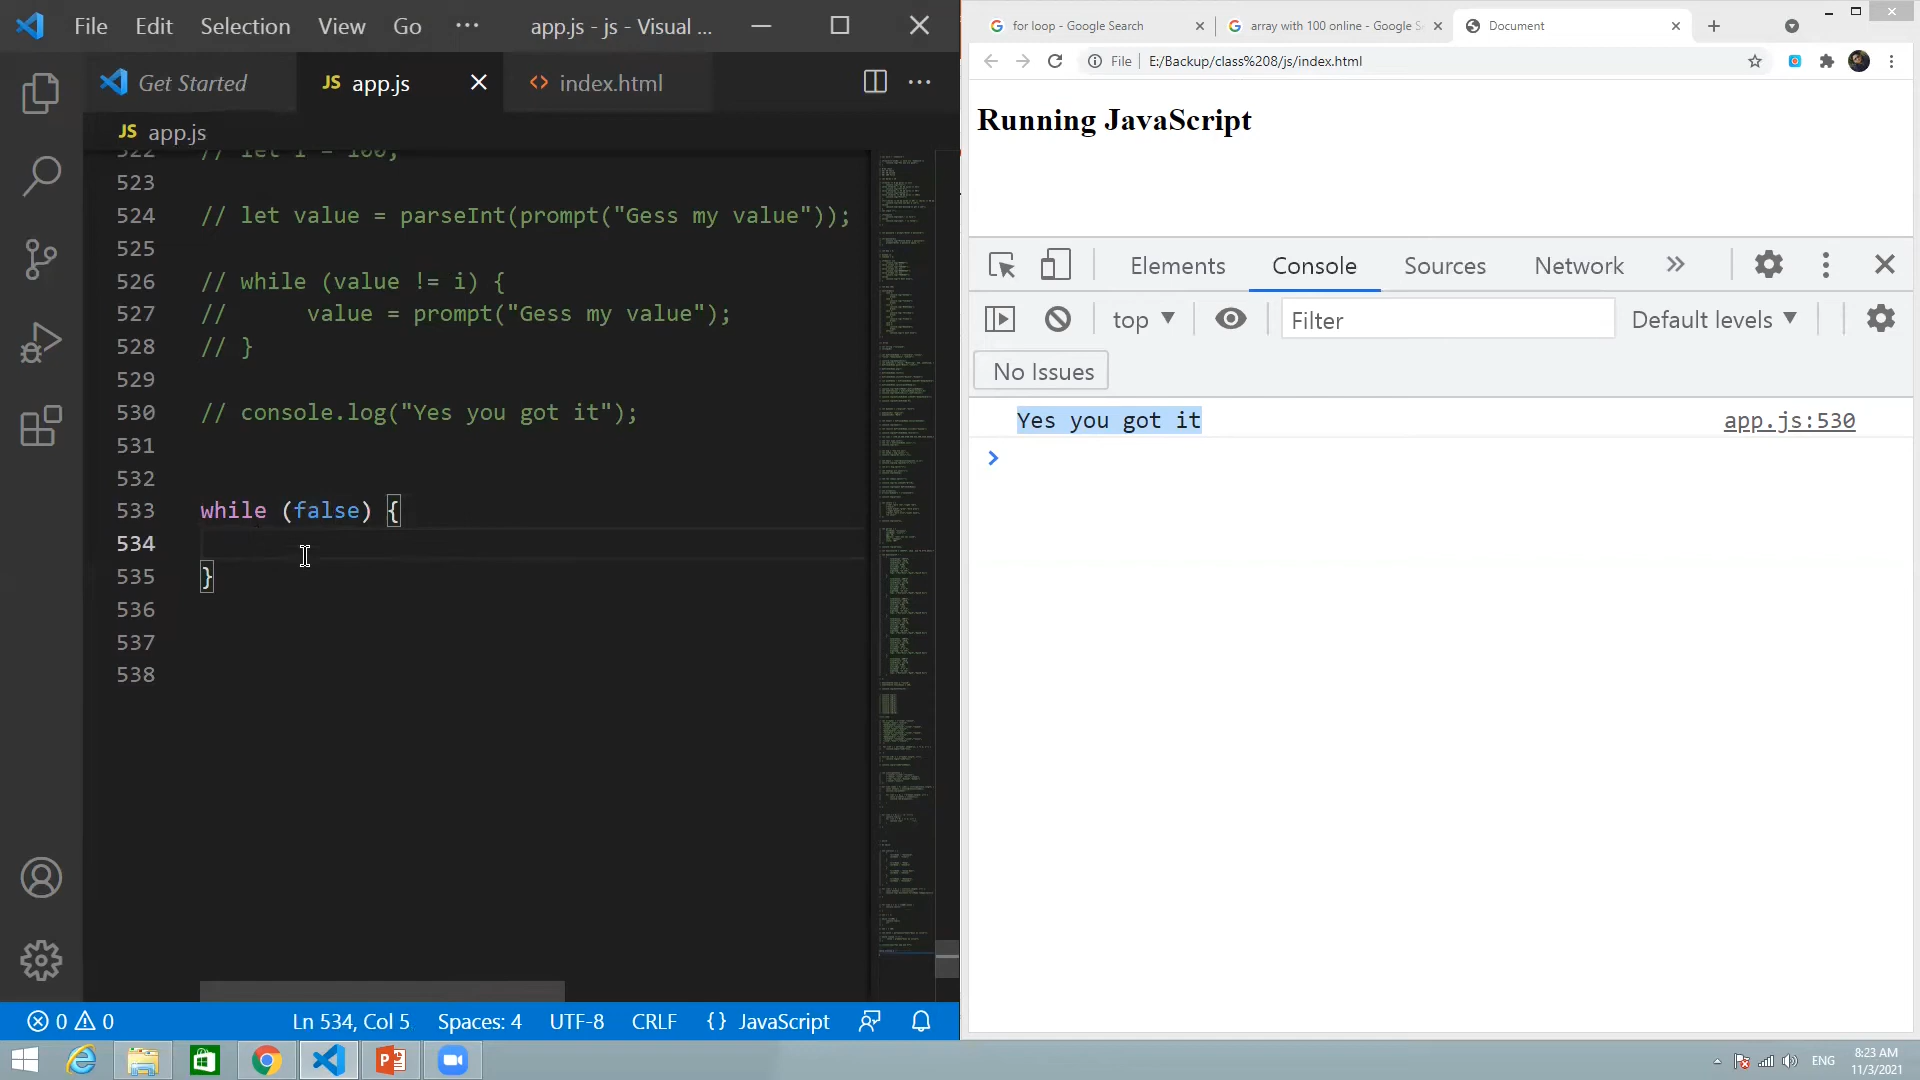 File Edit Selection View Go ··· app.js - js - Visual ...
Get Started JS app.js <> index.html
JS app.js
522 // let i = 100;
523
524 // let value = parseInt(prompt("Gess my value"));
525
526 // while (value != i) {
527 //      value = prompt("Gess my value");
528 // }
529
530 // console.log("Yes you got it");
531
532
533 while (false) {
534
535 }
536
537
538
0 0 Ln 534, Col 5 Spaces: 4 UTF-8 CRLF {} JavaScript
for loop - Google Search array with 100 online - Google Se Document
File E:/Backup/class%208/js/index.html
Running JavaScript
Elements Console Sources Network »
top Filter Default levels
No Issues
Yes you got it app.js:530
>
ENG 8:23 AM
11/3/2021